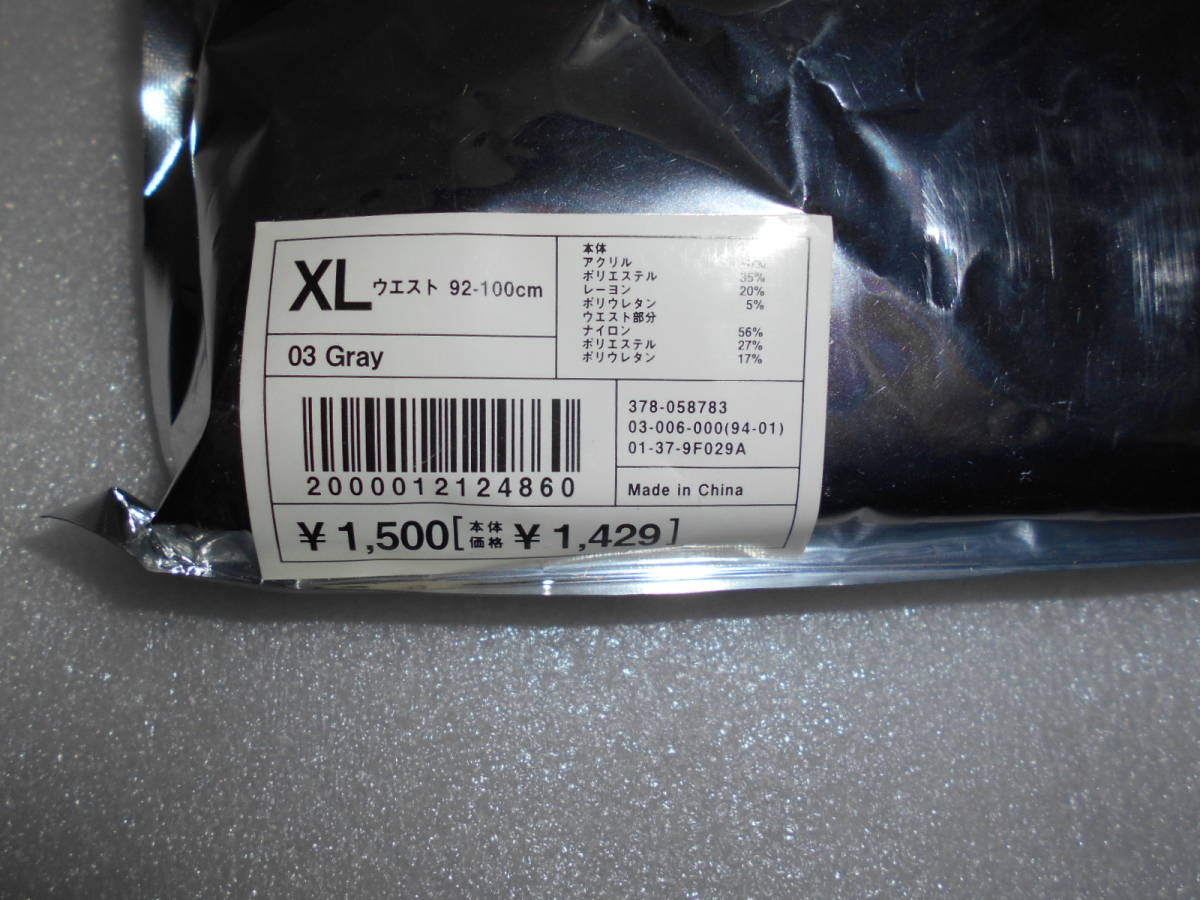 XL ウエスト 92-100cm
03 Gray
本体
アクリル
ポリエステル 35%
レーヨン 20%
ポリウレタン 5%
ウエスト部分
ナイロン 56%
ポリエステル 27%
ポリウレタン 17%
2000012124860
378-058783
03-006-000(94-01)
01-37-9F029A
Made in China
¥1,500[本体価格 ¥1,429]